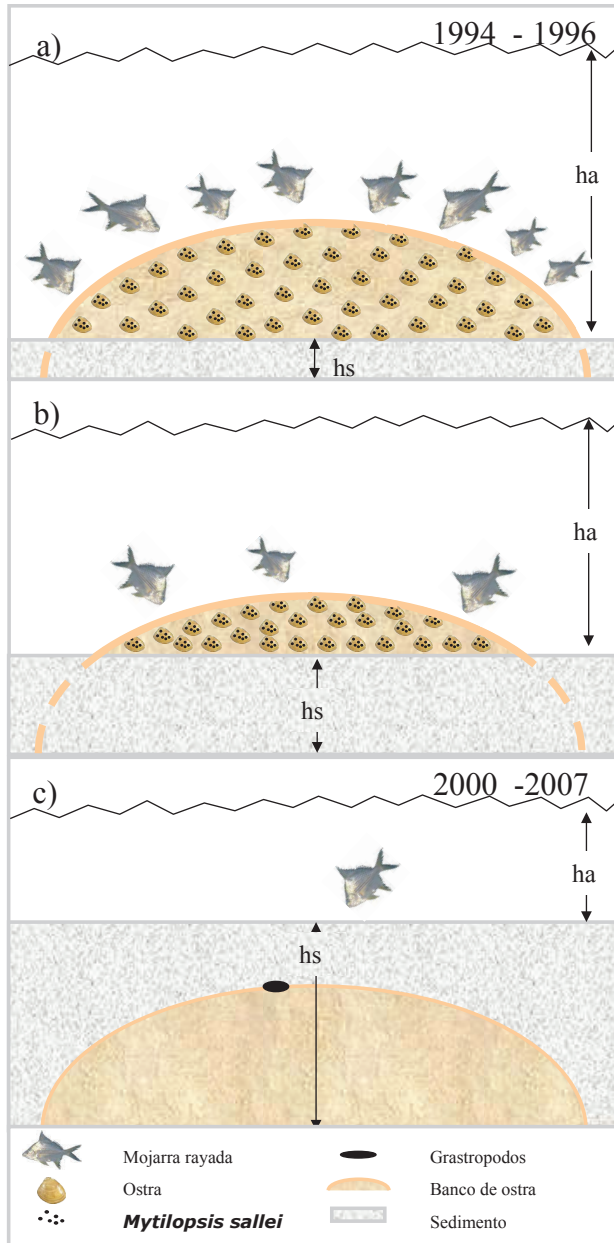 a) 1994 - 1996
ha
hs
b)
ha
hs
c) 2000 -2007
ha
hs
Mojarra rayada Grastropodos
Ostra Banco de ostra
Mytilopsis sallei Sedimento